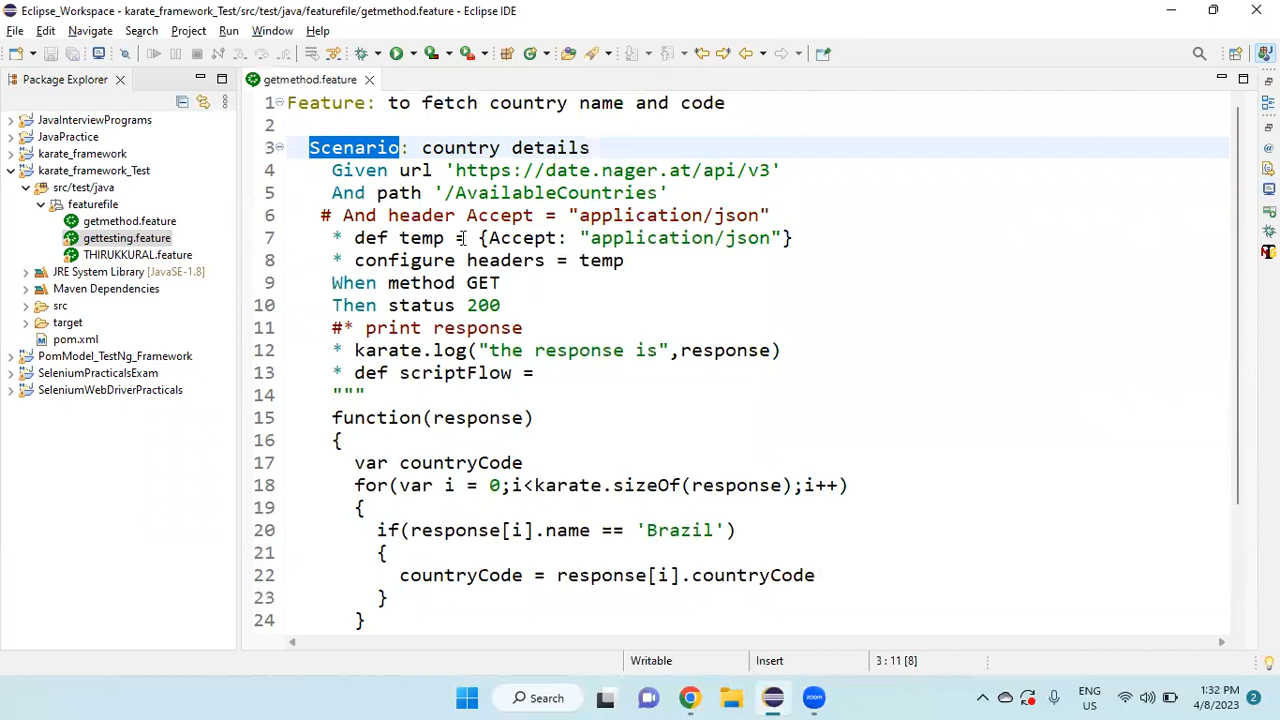 Eclipse_Workspace - karate_framework_Test/src/test/java/featurefile/getmethod.feature - Eclipse IDE
File Edit Navigate Search Project Run Window Help
Package Explorer
getmethod.feature
JavaInterviewPrograms
JavaPractice
karate_framework
karate_framework_Test
src/test/java
featurefile
getmethod.feature
gettesting.feature
THIRUKKURAL.feature
JRE System Library [JavaSE-1.8]
Maven Dependencies
src
target
pom.xml
PomModel_TestNg_Framework
SeleniumPracticalsExam
SeleniumWebDriverPracticals
1 Feature: to fetch country name and code
2
3 Scenario: country details
4 Given url 'https://date.nager.at/api/v3'
5 And path '/AvailableCountries'
6 # And header Accept = "application/json"
7 * def temp = {Accept: "application/json"}
8 * configure headers = temp
9 When method GET
10 Then status 200
11 #* print response
12 * karate.log("the response is",response)
13 * def scriptFlow =
14 """
15 function(response)
16 {
17 var countryCode
18 for(var i = 0;i<karate.sizeOf(response);i++)
19 {
20 if(response[i].name == 'Brazil')
21 {
22 countryCode = response[i].countryCode
23 }
24 }
Writable Insert 3 : 11 [8]
Search
zoom
ENG
US
1:32 PM
4/8/2023
2